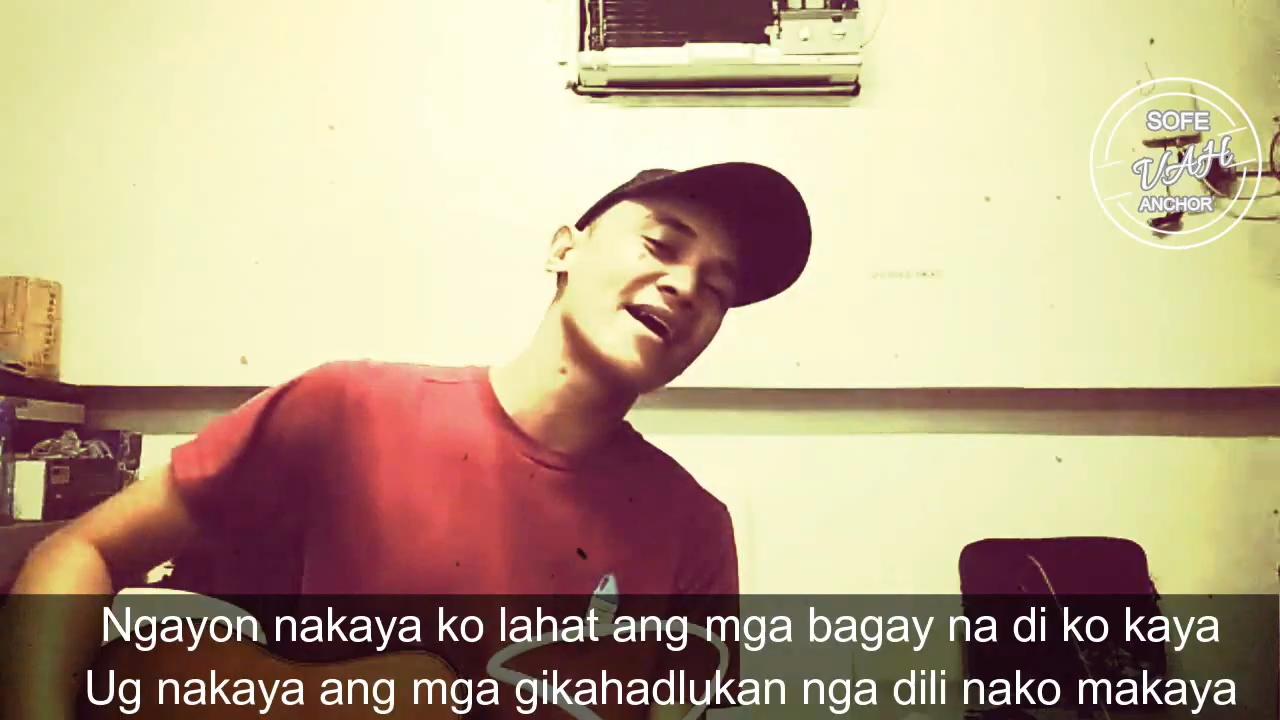 SOFE
VAH
ANCHOR
Ngayon nakaya ko lahat ang mga bagay na di ko kaya
Ug nakaya ang mga gikahadlukan nga dili nako makaya